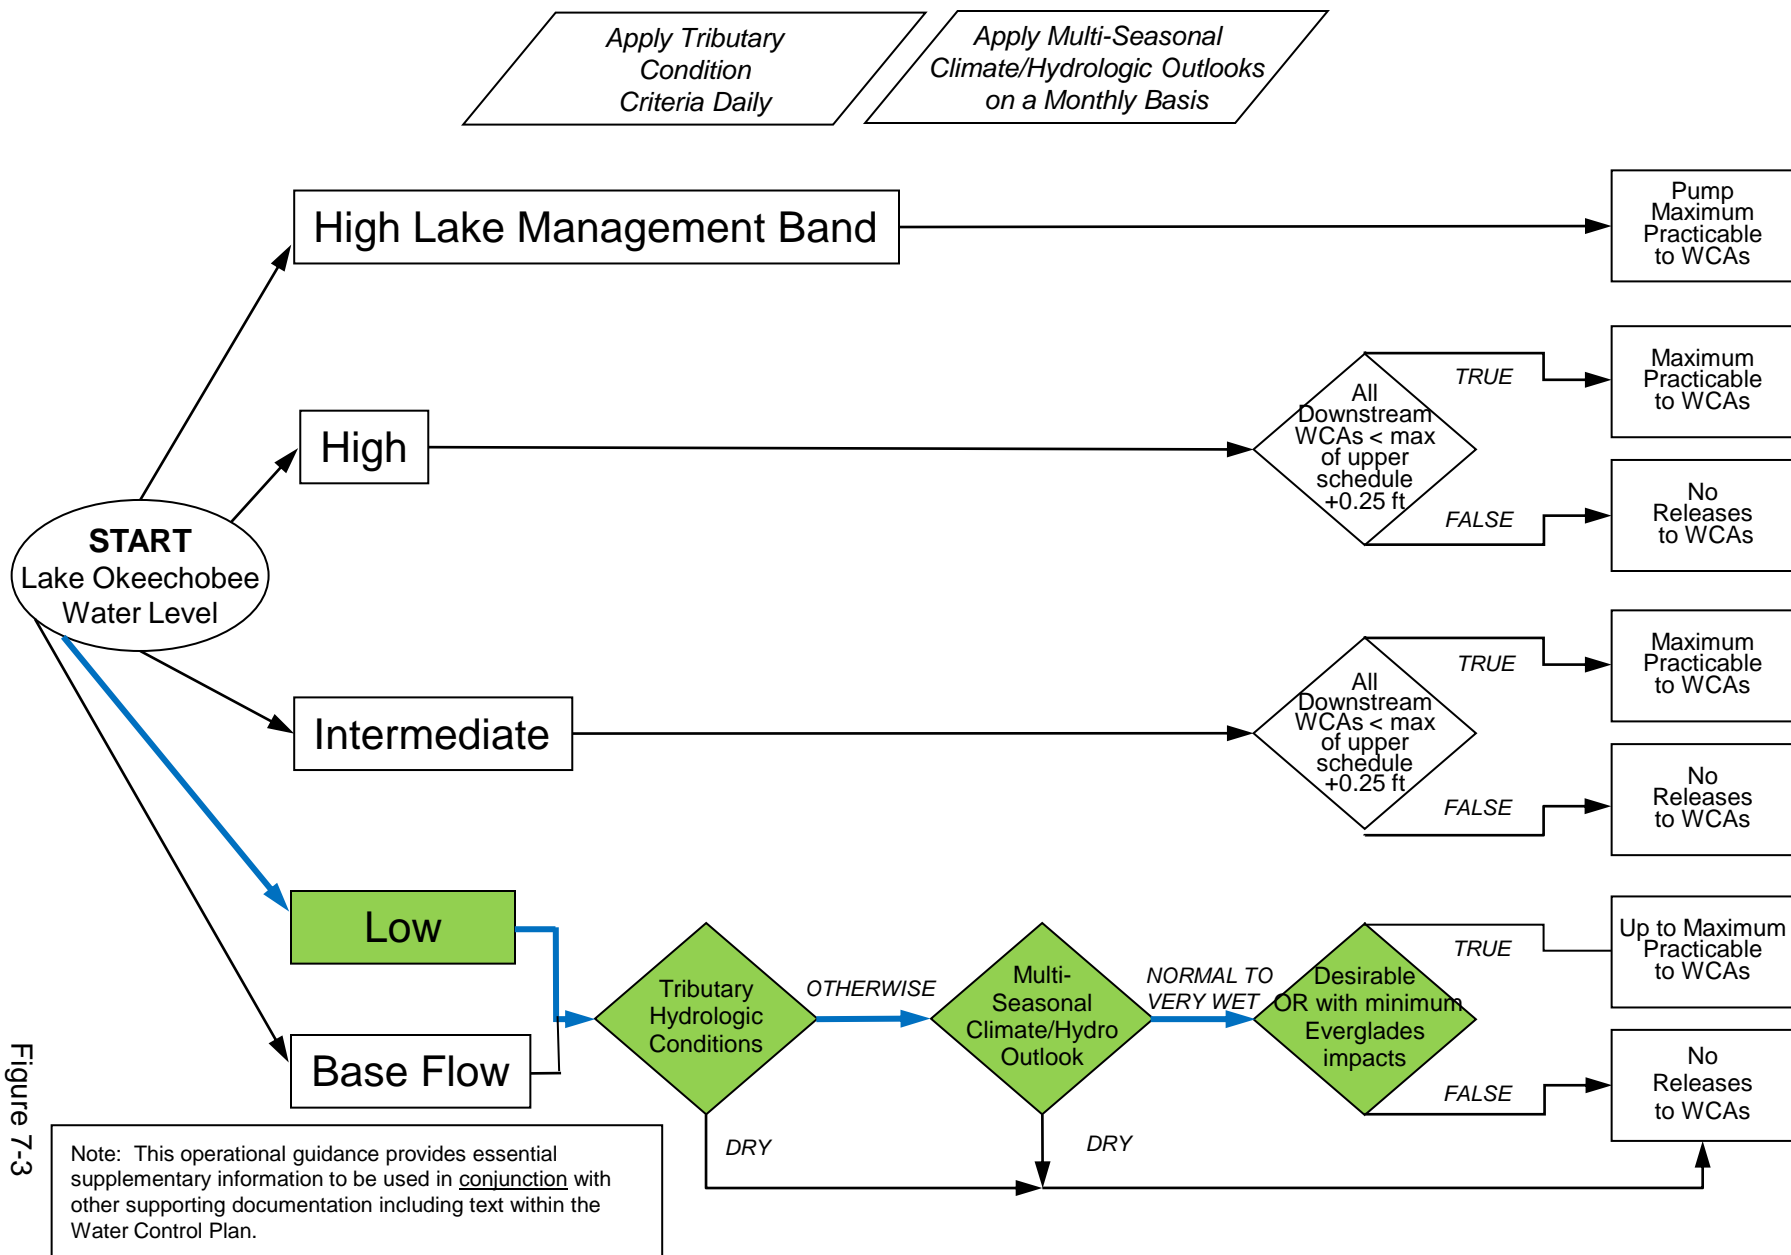 Apply Tributary
Condition
Criteria Daily
Apply Multi-Seasonal
Climate/Hydrologic Outlooks
on a Monthly Basis
High Lake Management Band
Pump
Maximum
Practicable
to WCAs
High
All
Downstream
WCAs < max
of upper
schedule
+0.25 ft
TRUE
Maximum
Practicable
to WCAs
FALSE
No
Releases
to WCAs
START
Lake Okeechobee
Water Level
Intermediate
All
Downstream
WCAs < max
of upper
schedule
+0.25 ft
TRUE
Maximum
Practicable
to WCAs
FALSE
No
Releases
to WCAs
Low
Base Flow
Tributary
Hydrologic
Conditions
OTHERWISE
DRY
Multi-
Seasonal
Climate/Hydro
Outlook
NORMAL TO
VERY WET
DRY
Desirable
OR with minimum
Everglades
impacts
TRUE
Up to Maximum
Practicable
to WCAs
FALSE
No
Releases
to WCAs
Figure 7-3
Note: This operational guidance provides essential
supplementary information to be used in conjunction with
other supporting documentation including text within the
Water Control Plan.